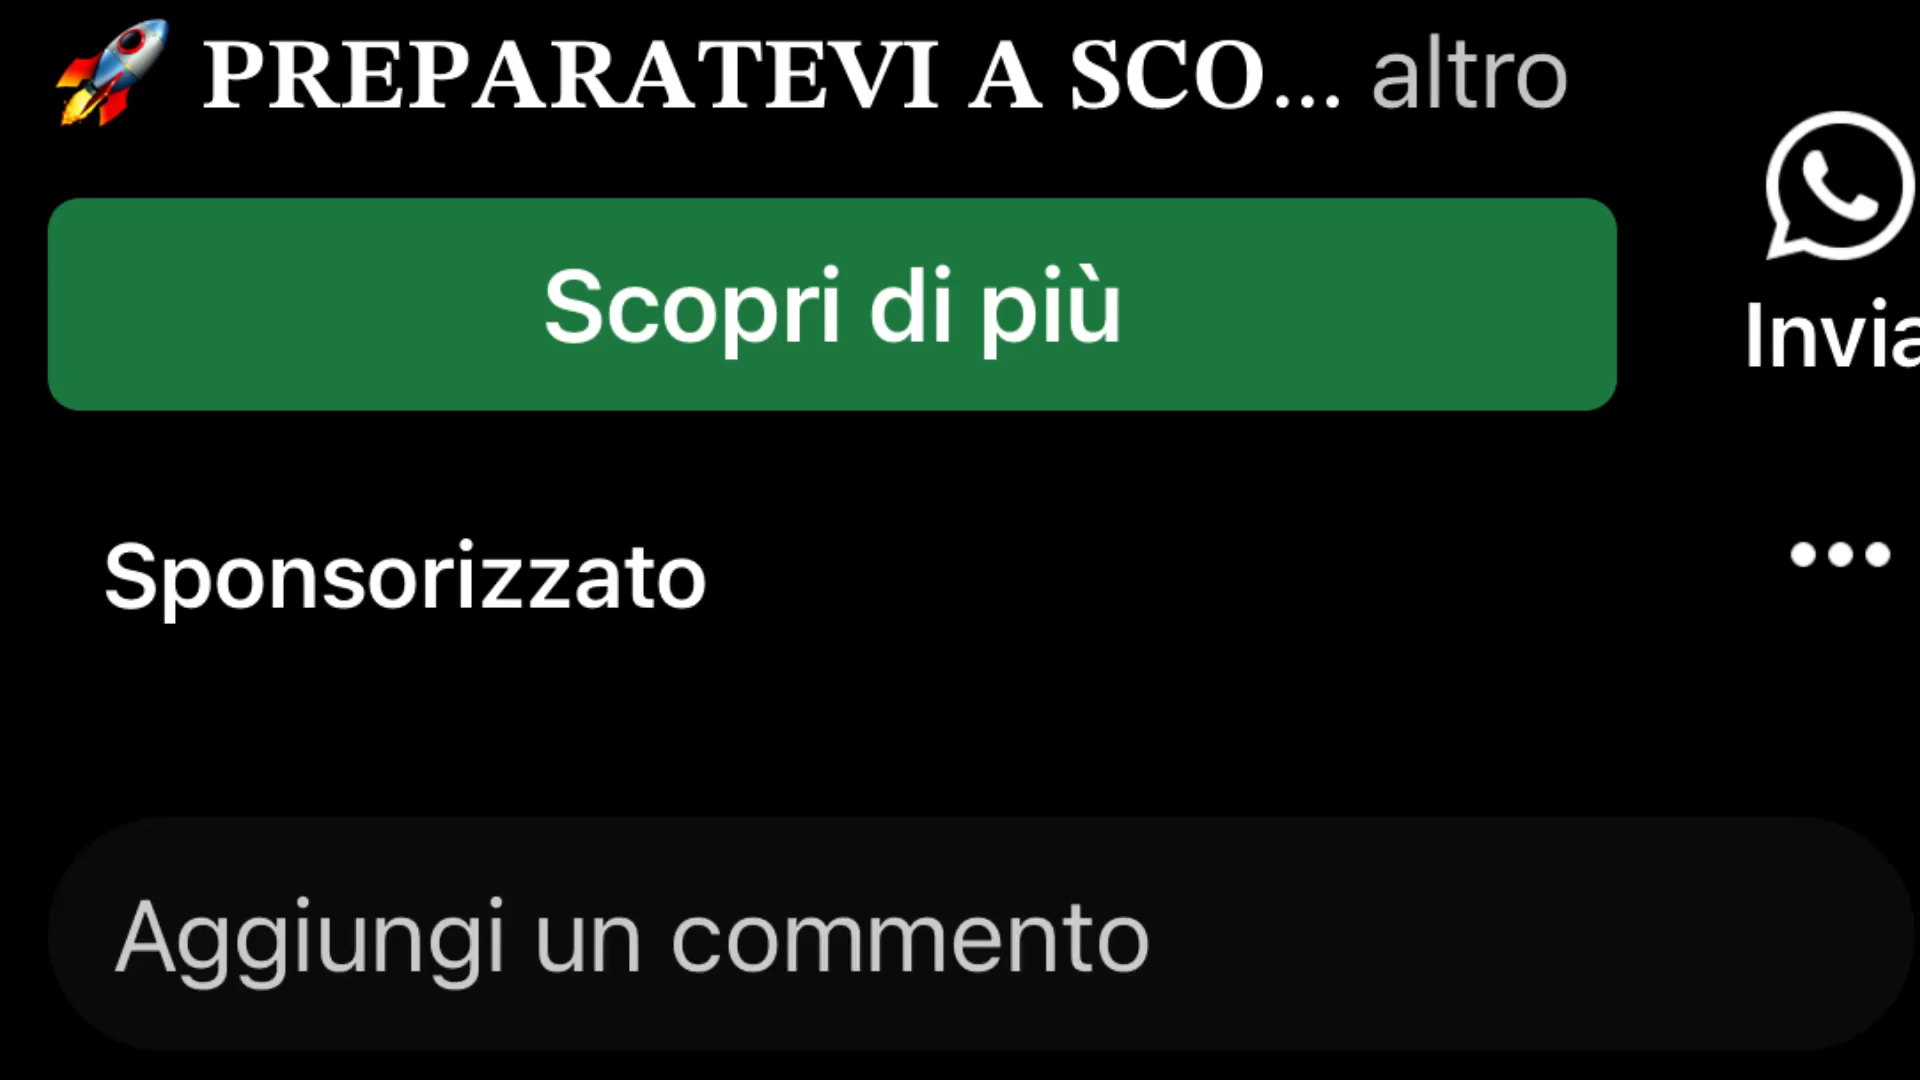 🚀 PREPARATEVI A SCO... altro
Scopri di più
Invia
Sponsorizzato
Aggiungi un commento